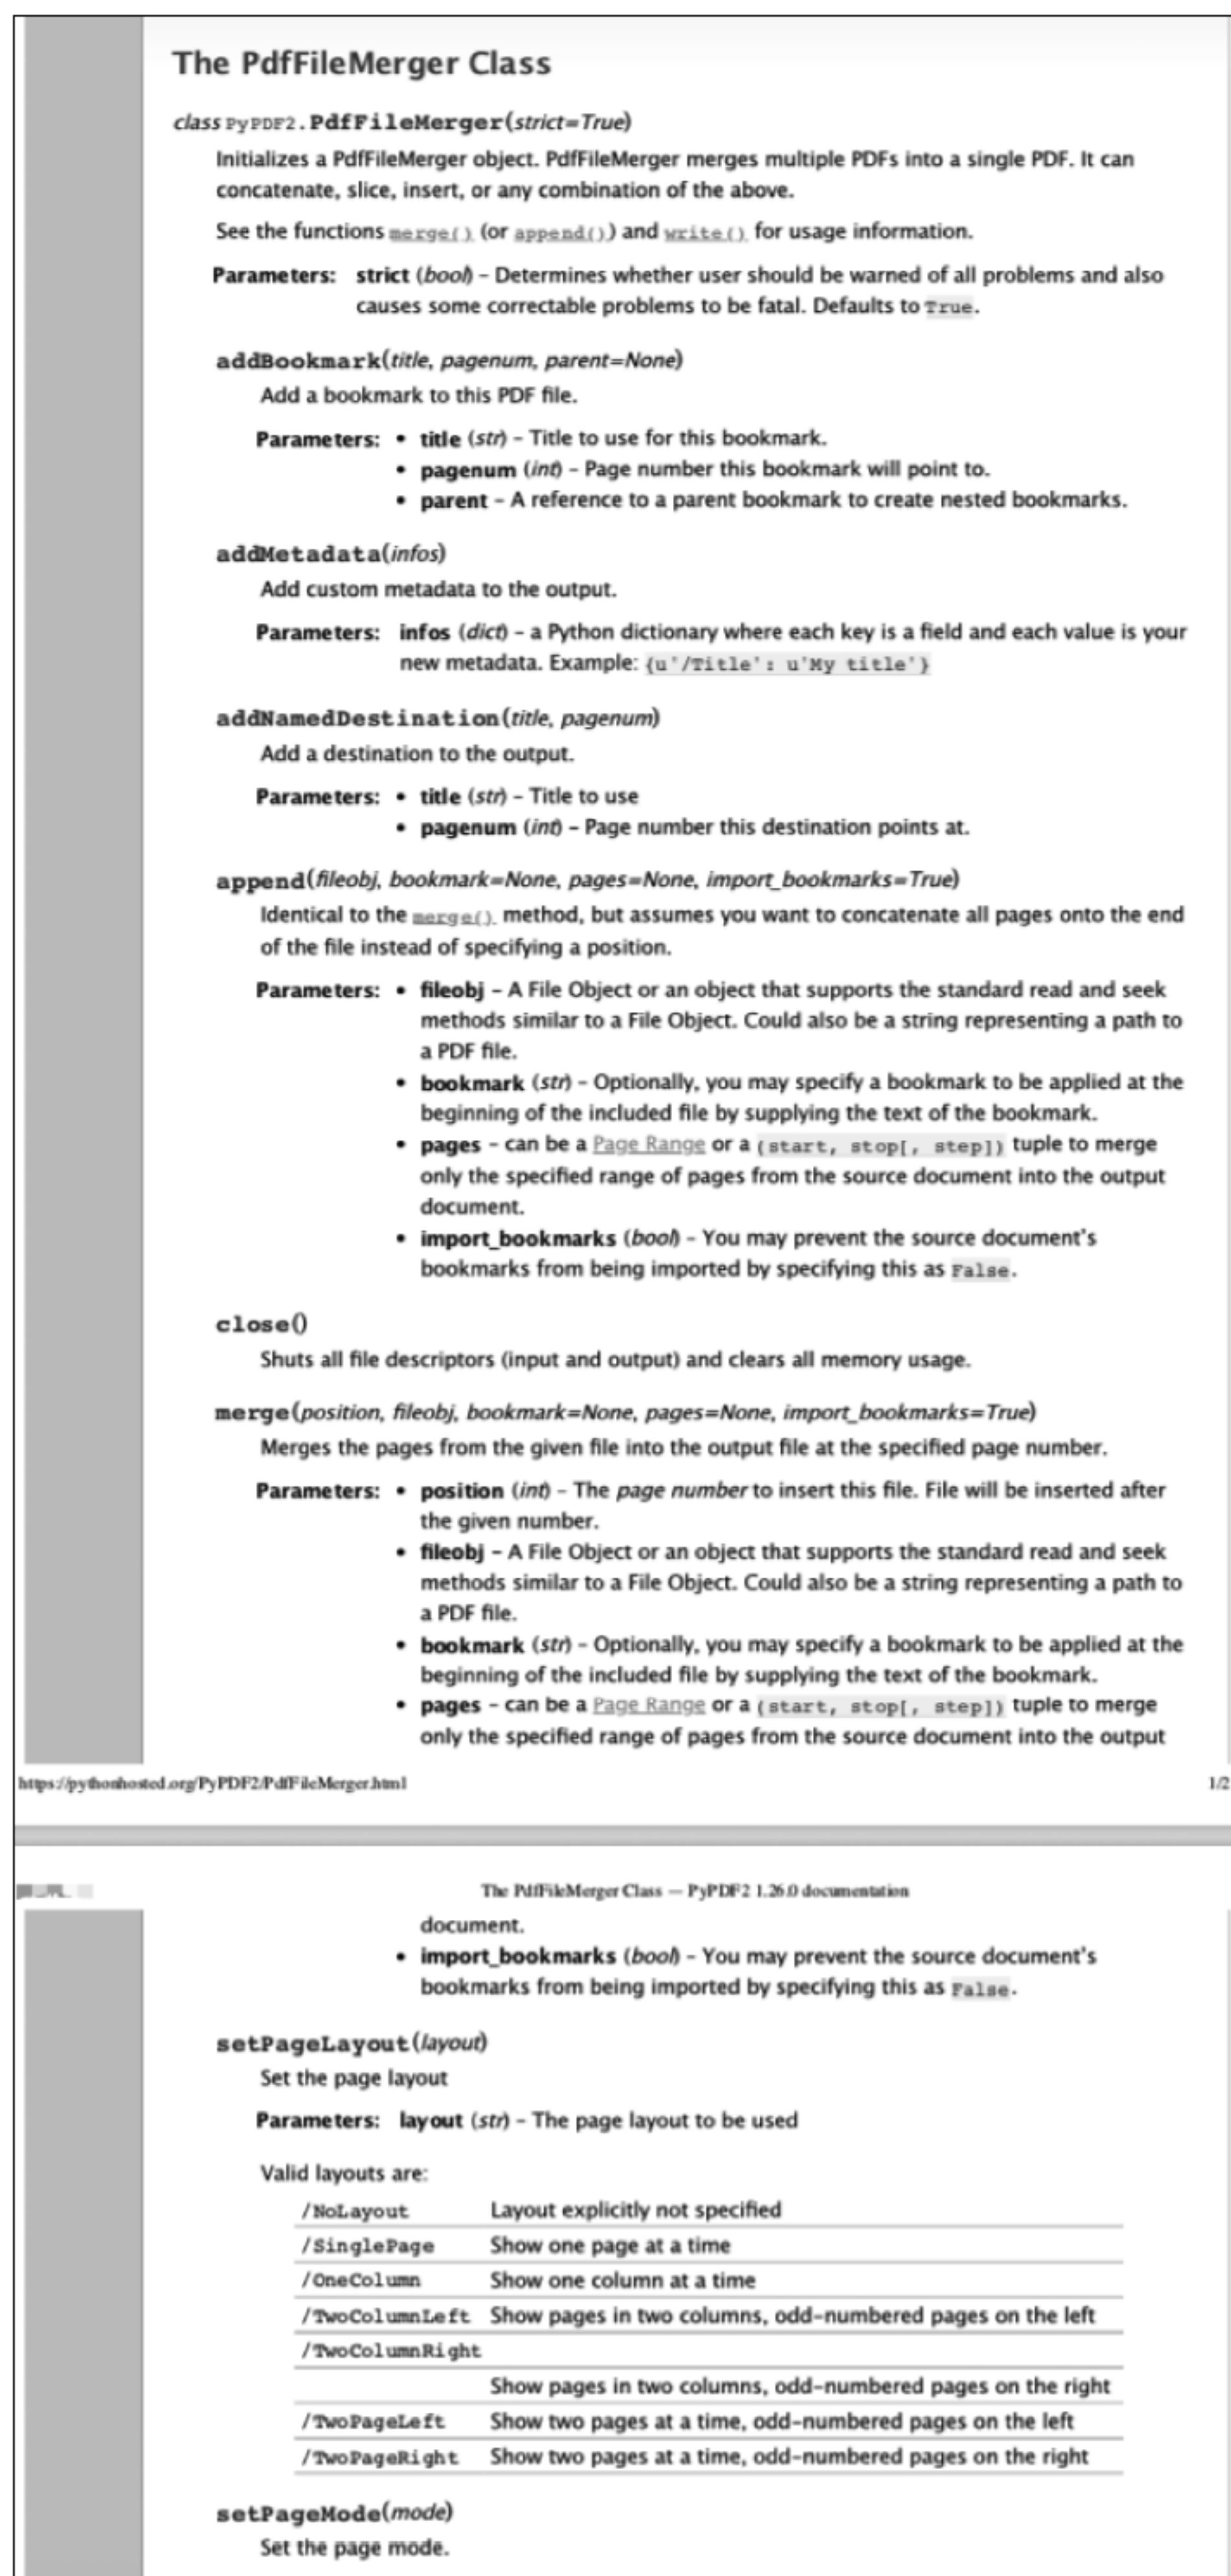 The PdfFileMerger Class
class PyPDF2.PdfFileMerger(strict=True)
Initializes a PdfFileMerger object. PdfFileMerger merges multiple PDFs into a single PDF. It can
concatenate, slice, insert, or any combination of the above.
See the functions merge() (or append()) and write() for usage information.
Parameters: strict (bool) – Determines whether user should be warned of all problems and also
causes some correctable problems to be fatal. Defaults to True.
addBookmark(title, pagenum, parent=None)
Add a bookmark to this PDF file.
Parameters: • title (str) – Title to use for this bookmark.
• pagenum (int) – Page number this bookmark will point to.
• parent – A reference to a parent bookmark to create nested bookmarks.
addMetadata(infos)
Add custom metadata to the output.
Parameters: infos (dict) – a Python dictionary where each key is a field and each value is your
new metadata. Example: {u'/Title': u'My title'}
addNamedDestination(title, pagenum)
Add a destination to the output.
Parameters: • title (str) – Title to use
• pagenum (int) – Page number this destination points at.
append(fileobj, bookmark=None, pages=None, import_bookmarks=True)
Identical to the merge() method, but assumes you want to concatenate all pages onto the end
of the file instead of specifying a position.
Parameters: • fileobj – A File Object or an object that supports the standard read and seek
methods similar to a File Object. Could also be a string representing a path to
a PDF file.
• bookmark (str) – Optionally, you may specify a bookmark to be applied at the
beginning of the included file by supplying the text of the bookmark.
• pages – can be a Page Range or a (start, stop[, step]) tuple to merge
only the specified range of pages from the source document into the output
document.
• import_bookmarks (bool) – You may prevent the source document's
bookmarks from being imported by specifying this as False.
close()
Shuts all file descriptors (input and output) and clears all memory usage.
merge(position, fileobj, bookmark=None, pages=None, import_bookmarks=True)
Merges the pages from the given file into the output file at the specified page number.
Parameters: • position (int) – The page number to insert this file. File will be inserted after
the given number.
• fileobj – A File Object or an object that supports the standard read and seek
methods similar to a File Object. Could also be a string representing a path to
a PDF file.
• bookmark (str) – Optionally, you may specify a bookmark to be applied at the
beginning of the included file by supplying the text of the bookmark.
• pages – can be a Page Range or a (start, stop[, step]) tuple to merge
only the specified range of pages from the source document into the output
https://pythonhosted.org/PyPDF2/PdfFileMerger.html 1/2
The PdfFileMerger Class — PyPDF2 1.26.0 documentation
document.
• import_bookmarks (bool) – You may prevent the source document's
bookmarks from being imported by specifying this as False.
setPageLayout(layout)
Set the page layout
Parameters: layout (str) – The page layout to be used
Valid layouts are:
/NoLayout Layout explicitly not specified
/SinglePage Show one page at a time
/OneColumn Show one column at a time
/TwoColumnLeft Show pages in two columns, odd-numbered pages on the left
/TwoColumnRight
Show pages in two columns, odd-numbered pages on the right
/TwoPageLeft Show two pages at a time, odd-numbered pages on the left
/TwoPageRight Show two pages at a time, odd-numbered pages on the right
setPageMode(mode)
Set the page mode.